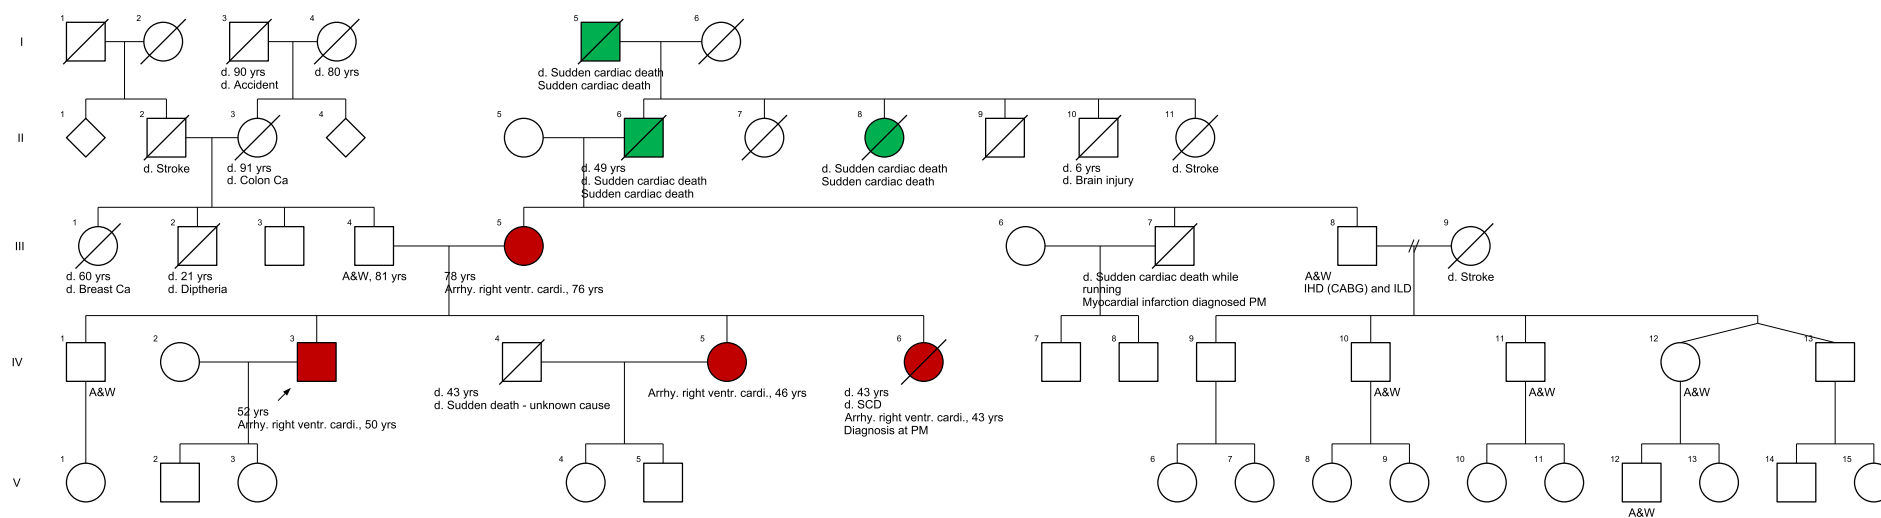 1 2 3 4 5 6
I
d. 90 yrs
d. Accident
d. 80 yrs
d. Sudden cardiac death
Sudden cardiac death
1 2 3 4 5 6 7 8 9 10 11
II
d. Stroke
d. 91 yrs
d. Colon Ca
d. 49 yrs
d. Sudden cardiac death
Sudden cardiac death
d. Sudden cardiac death
Sudden cardiac death
d. 6 yrs
d. Brain injury
d. Stroke
1 2 3 4 5 6 7 8 9
III
d. 60 yrs
d. Breast Ca
d. 21 yrs
d. Diptheria
A&W, 81 yrs
78 yrs
Arrhy. right ventr. cardi., 76 yrs
d. Sudden cardiac death while
running
Myocardial infarction diagnosed PM
A&W
IHD (CABG) and ILD
d. Stroke
1 2 3 4 5 6 7 8 9 10 11 12 13
IV
A&W
52 yrs
Arrhy. right ventr. cardi., 50 yrs
d. 43 yrs
d. Sudden death - unknown cause
Arrhy. right ventr. cardi., 46 yrs
d. 43 yrs
d. SCD
Arrhy. right ventr. cardi., 43 yrs
Diagnosis at PM
A&W
A&W
A&W
1 2 3 4 5 6 7 8 9 10 11 12 13 14 15
V
A&W